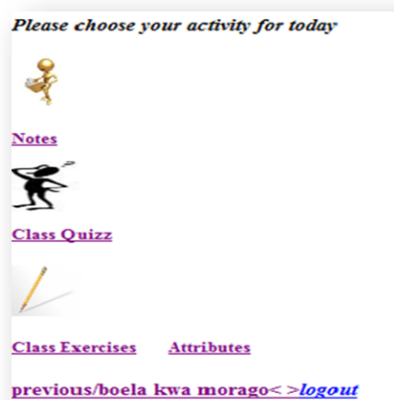 Please choose your activity for today
Notes
Class Quizz
Class Exercises Attributes
previous/boela kwa morago< >logout